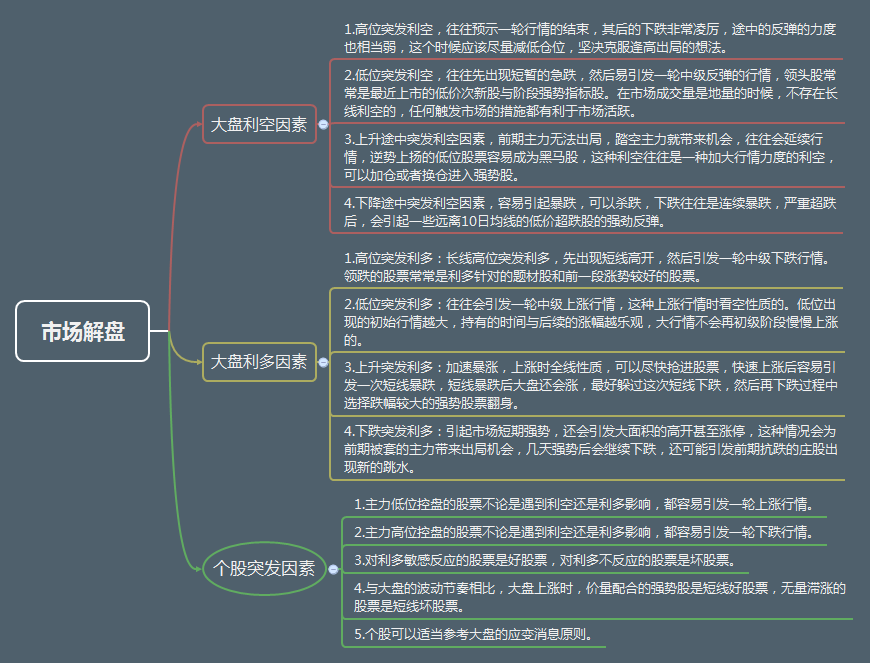 市场解盘
大盘利空因素
1.高位突发利空，往往预示一轮行情的结束，其后的下跌非常凌厉，途中的反弹的力度
也相当弱，这个时候应该尽量减低仓位，坚决克服逢高出局的想法。
2.低位突发利空，往往先出现短暂的急跌，然后易引发一轮中级反弹的行情，领头股常
常是最近上市的低价次新股与阶段强势指标股。在市场成交量是地量的时候，不存在长
线利空的，任何触发市场的措施都有利于市场活跃。
3.上升途中突发利空因素，前期主力无法出局，踏空主力就带来机会，往往会延续行
情，逆势上扬的低位股票容易成为黑马股，这种利空往往是一种加大行情力度的利空，
可以加仓或者换仓进入强势股。
4.下降途中突发利空因素，容易引起暴跌，可以杀跌，下跌往往是连续暴跌，严重超跌
后，会引起一些远离10日均线的低价超跌股的强劲反弹。
大盘利多因素
1.高位突发利多：长线高位突发利多，先出现短线高开，然后引发一轮中级下跌行情。
领跌的股票常常是利多针对的题材股和前一段涨势较好的股票。
2.低位突发利多：往往会引发一轮中级上涨行情，这种上涨行情时看空性质的。低位出
现的初始行情越大，持有的时间与后续的涨幅越乐观，大行情不会再初级阶段慢慢上涨
的。
3.上升突发利多：加速暴涨，上涨时全线性质，可以尽快抢进股票，快速上涨后容易引
发一次短线暴跌，短线暴跌后大盘还会涨，最好躲过这次短线下跌，然后再下跌过程中
选择跌幅较大的强势股票翻身。
4.下跌突发利多：引起市场短期强势，还会引发大面积的高开甚至涨停，这种情况会为
前期被套的主力带来出局机会，几天强势后会继续下跌，还可能引发前期抗跌的庄股出
现新的跳水。
个股突发因素
1.主力低位控盘的股票不论是遇到利空还是利多影响，都容易引发一轮上涨行情。
2.主力高位控盘的股票不论是遇到利空还是利多影响，都容易引发一轮下跌行情。
3.对利多敏感反应的股票是好股票，对利多不反应的股票是坏股票。
4.与大盘的波动节奏相比，大盘上涨时，价量配合的强势股是短线好股票，无量滞涨的
股票是短线坏股票。
5.个股可以适当参考大盘的应变消息原则。